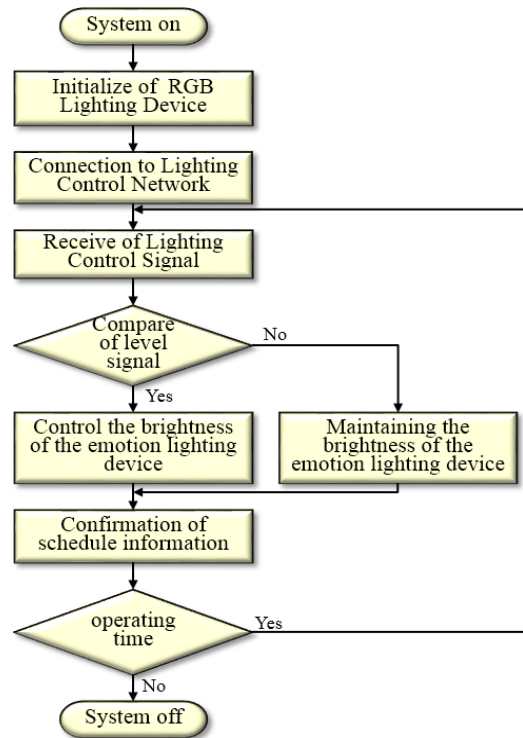 System on
Initialize of RGB
Lighting Device
Connection to Lighting
Control Network
Receive of Lighting
Control Signal
Compare
of level
signal
No
Yes
Control the brightness
of the emotion lighting
device
Maintaining the
brightness of the
emotion lighting device
Confirmation of
schedule information
operating
time
Yes
No
System off